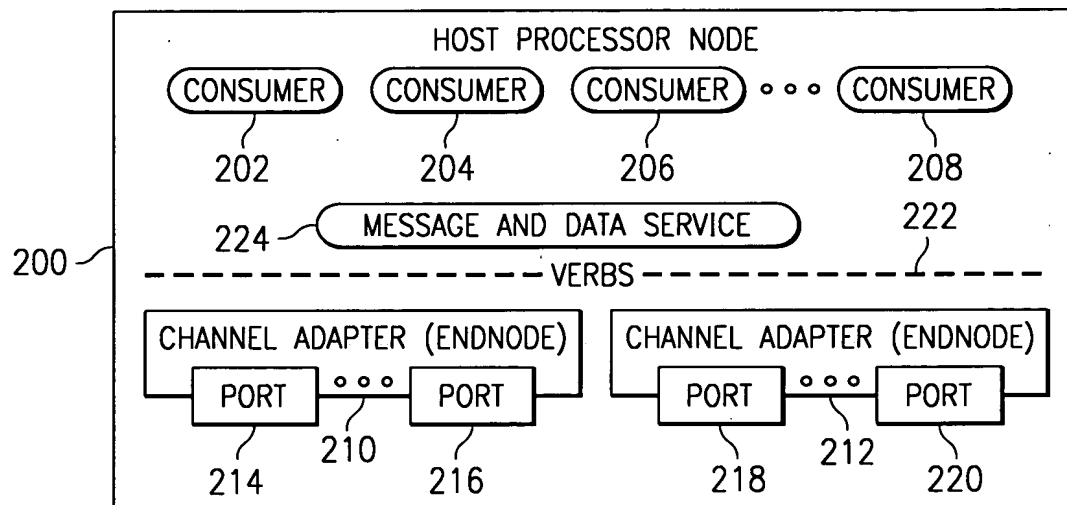 HOST PROCESSOR NODE
CONSUMER CONSUMER CONSUMER CONSUMER
202 204 206 208
224 MESSAGE AND DATA SERVICE 222
200
VERBS
CHANNEL ADAPTER (ENDNODE) CHANNEL ADAPTER (ENDNODE)
PORT PORT PORT PORT
210 212
214 216 218 220